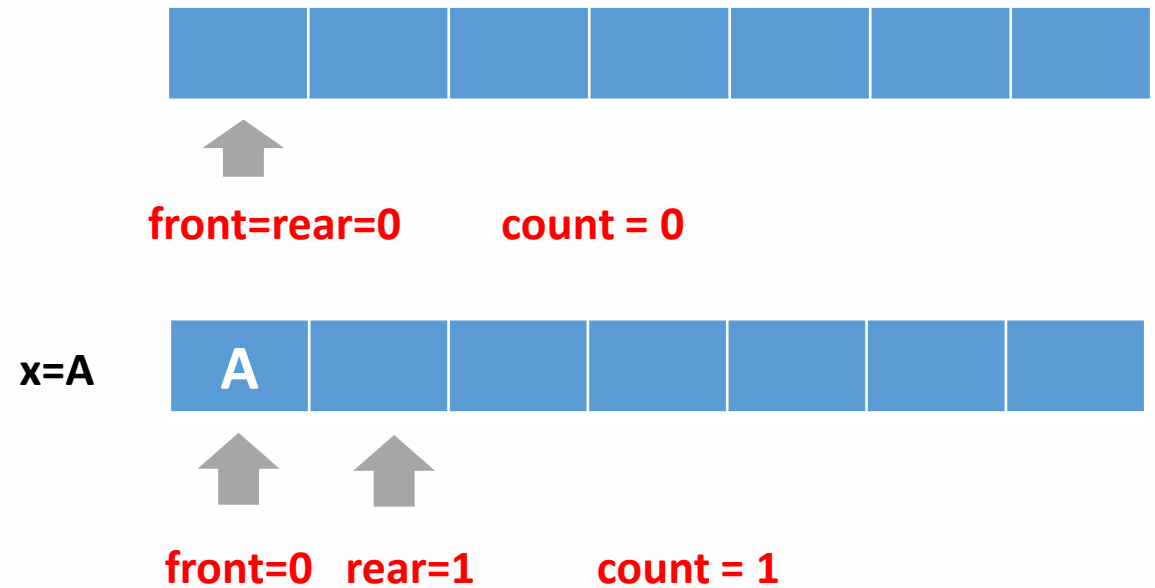 front=rear=0 count = 0
x=A A
front=0 rear=1 count = 1